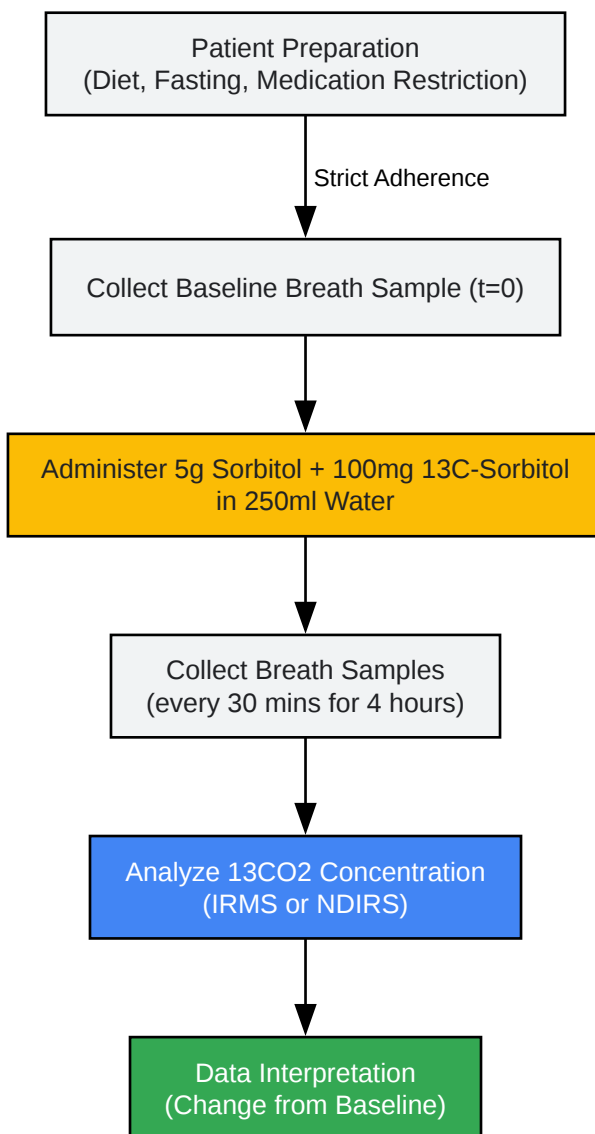 Patient Preparation
(Diet, Fasting, Medication Restriction)
Strict Adherence
Collect Baseline Breath Sample (t=0)
Administer 5g Sorbitol + 100mg 13C-Sorbitol
in 250ml Water
Collect Breath Samples
(every 30 mins for 4 hours)
Analyze 13CO2 Concentration
(IRMS or NDIRS)
Data Interpretation
(Change from Baseline)